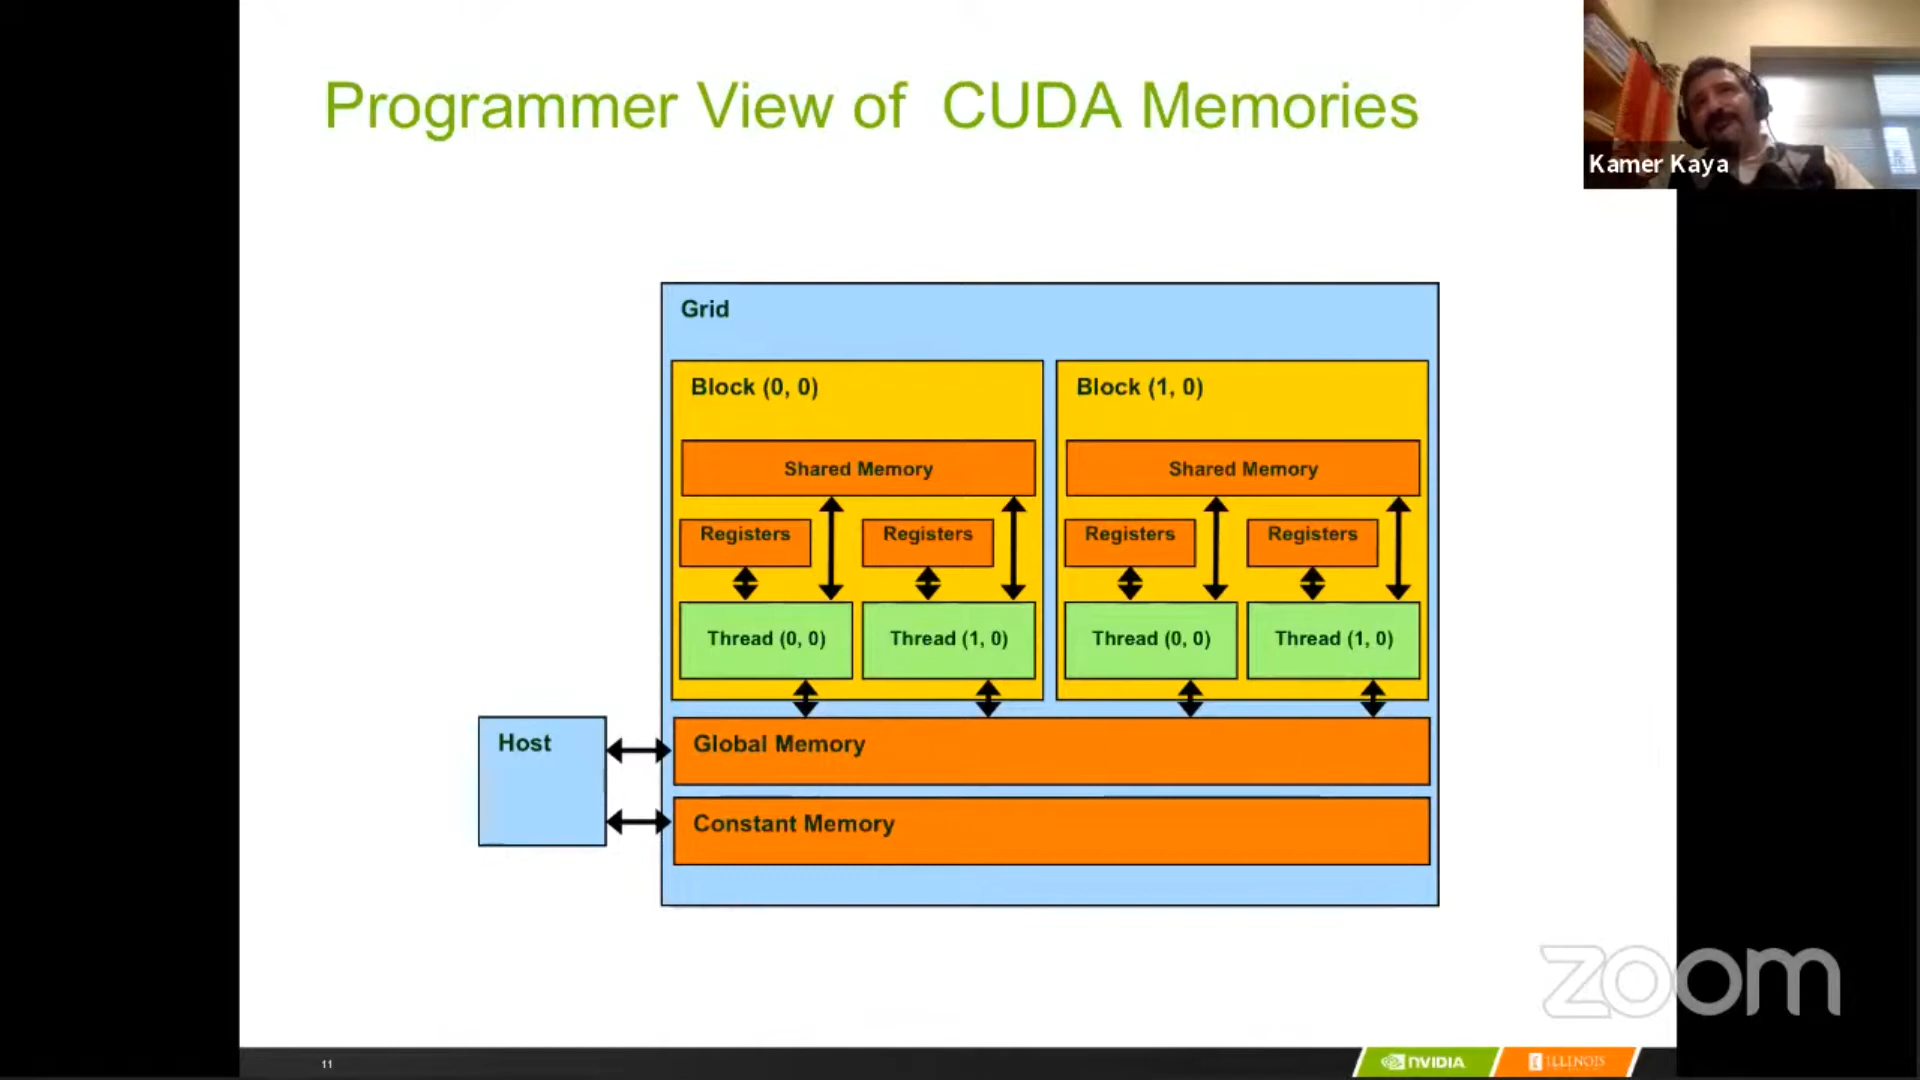 Programmer View of CUDA Memories
Kamer Kaya
Grid
Block (0, 0)
Block (1, 0)
Shared Memory
Shared Memory
Registers
Registers
Registers
Registers
Thread (0, 0)
Thread (1, 0)
Thread (0, 0)
Thread (1, 0)
Host
Global Memory
Constant Memory
zoom
11
NVIDIA
ILLINOIS